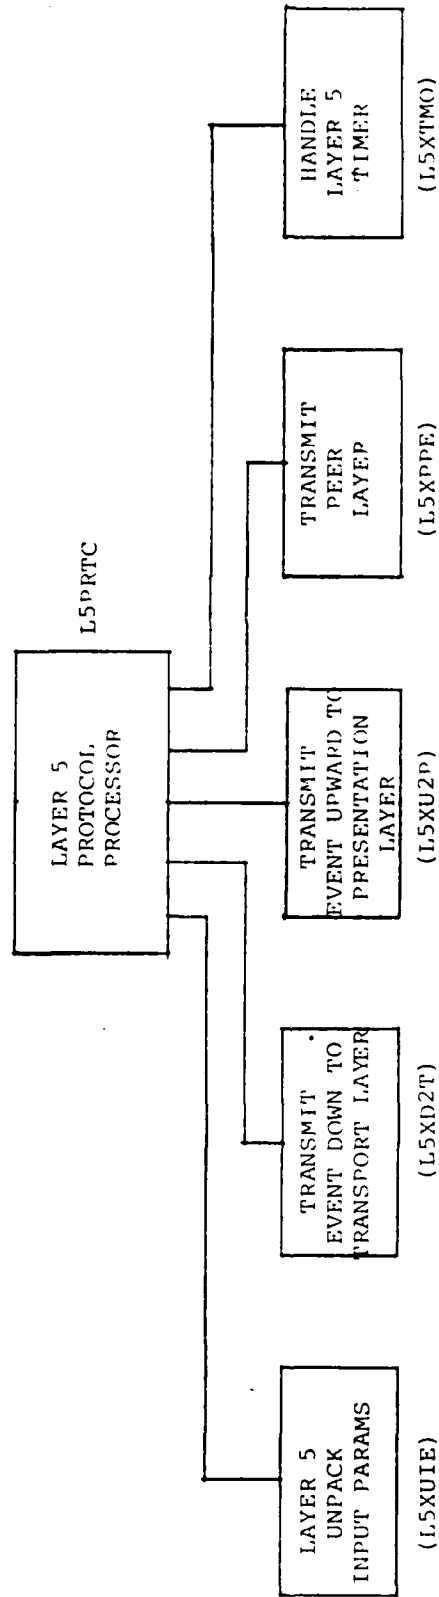 LAYER 5
PROTOCOL
PROCESSOR
L5PRTC
LAYER 5
UNPACK
INPUT PARAMS
(L5XUIE)
TRANSMIT
EVENT DOWN TO
TRANSPORT LAYER
(L5XD2T)
TRANSMIT
EVENT UPWARD TO
PRESENTATION
LAYER
(L5XU2P)
TRANSMIT
PEER
LAYER
(L5XPPE)
HANDLE
LAYER 5
TIMER
(L5XTMO)